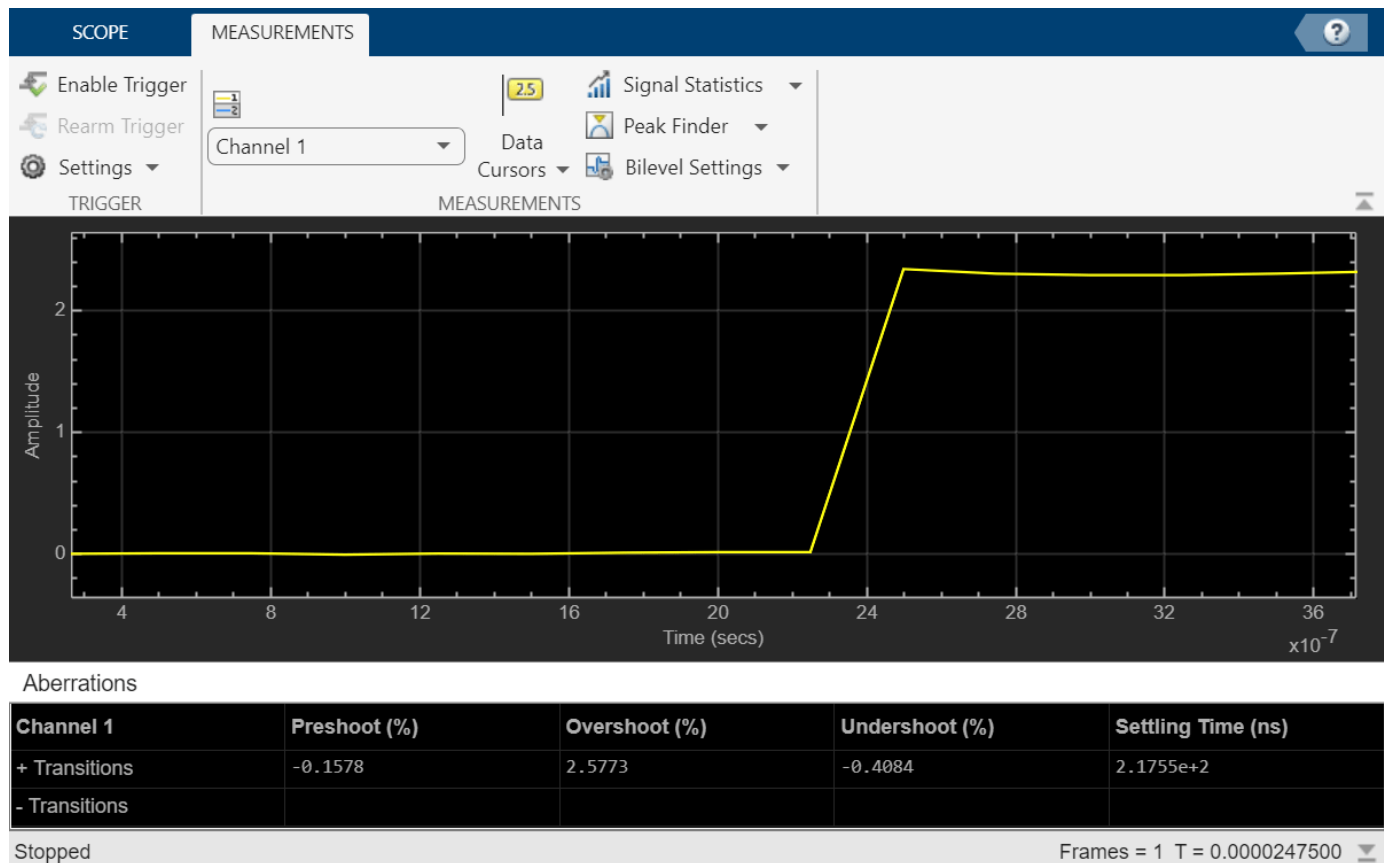 SCOPE MEASUREMENTS ?
Enable Trigger
Rearm Trigger
Settings
TRIGGER
1
2
Channel 1
2.5
Data
Cursors
Signal Statistics
Peak Finder
Bilevel Settings
MEASUREMENTS
Amplitude
2
1
0
4 8 12 16 20 24 28 32 36
Time (secs)
x10-7
Aberrations
Channel 1 Preshoot (%) Overshoot (%) Undershoot (%) Settling Time (ns)
+ Transitions -0.1578 2.5773 -0.4084 2.1755e+2
- Transitions
Stopped Frames = 1 T = 0.0000247500